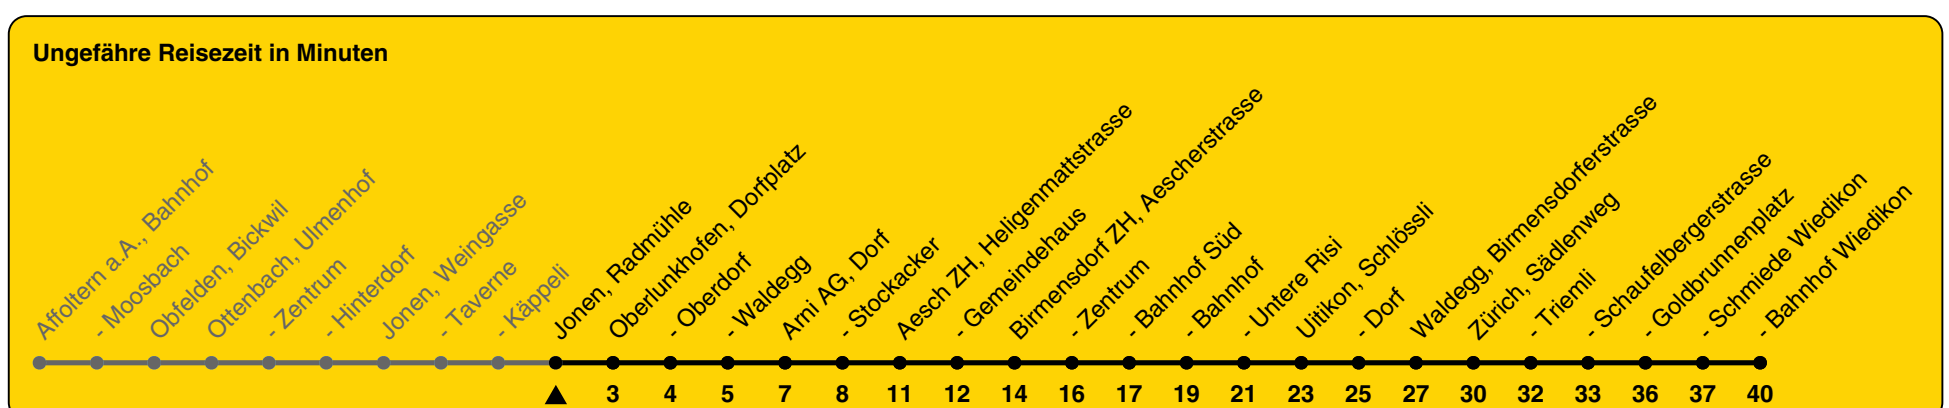 Ungefähre Reisezeit in Minuten
Affoltern a.A., Bahnhof
- Moosbach
Obfelden, Bickwil
Ottenbach, Ulmenhof
- Zentrum
- Hinterdorf
Jonen, Weingasse
- Taverne
- Käppeli
Jonen, Radmühle
Oberlunkhofen, Dorfplatz
- Oberdorf
- Waldegg
Arni AG, Dorf
- Stockacker
Aesch ZH, Heligenmattstrasse
- Gemeindehaus
Birmensdorf ZH, Aescherstrasse
- Zentrum
- Bahnhof Süd
- Bahnhof
- Untere Risi
Uitikon, Schlössli
- Dorf
Waldegg, Birmensdorferstrasse
Zürich, Sädlenweg
- Triemli
- Schaufelbergerstrasse
- Goldbrunnenplatz
- Schmiede Wiedikon
- Bahnhof Wiedikon
3 4 5 7 8 11 12 14 16 17 19 21 23 25 27 30 32 33 36 37 40